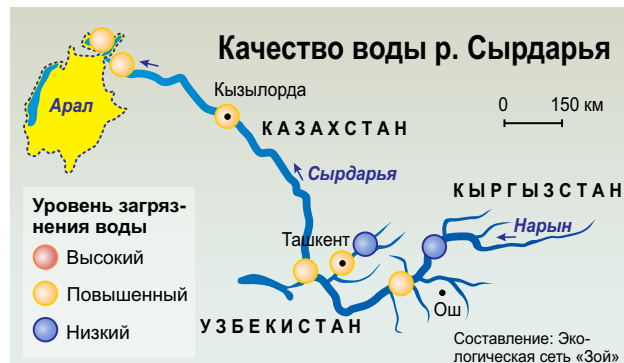 Качество воды р. Сырдарья
Арал
Кызылорда
0 150 км
КАЗАХСТАН
Сырдарья
КЫРГЫЗСТАН
Уровень загряз-
нения воды
Нарын
Ташкент
Высокий
Повышенный
Ош
УЗБЕКИСТАН
Низкий
Составление: Эко-
логическая сеть «Зой»